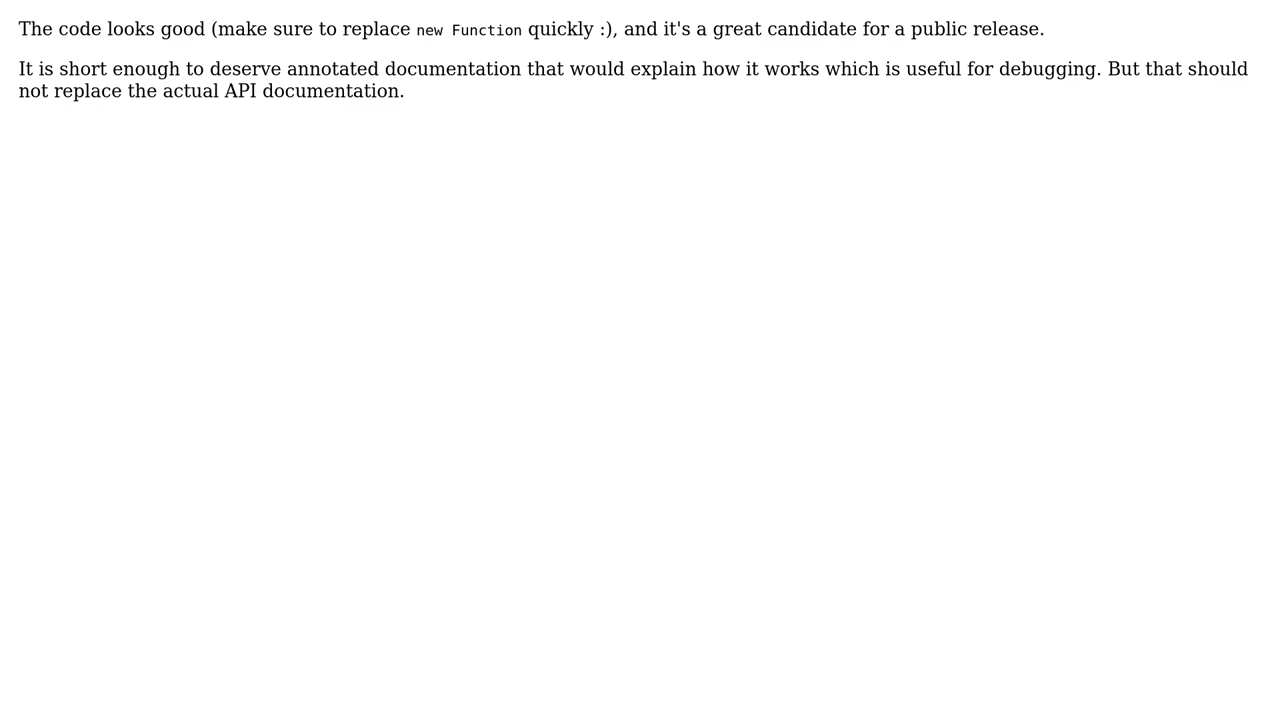 The code looks good (make sure to replace new Function quickly :), and it's a great candidate for a public release.
It is short enough to deserve annotated documentation that would explain how it works which is useful for debugging. But that should
not replace the actual API documentation.